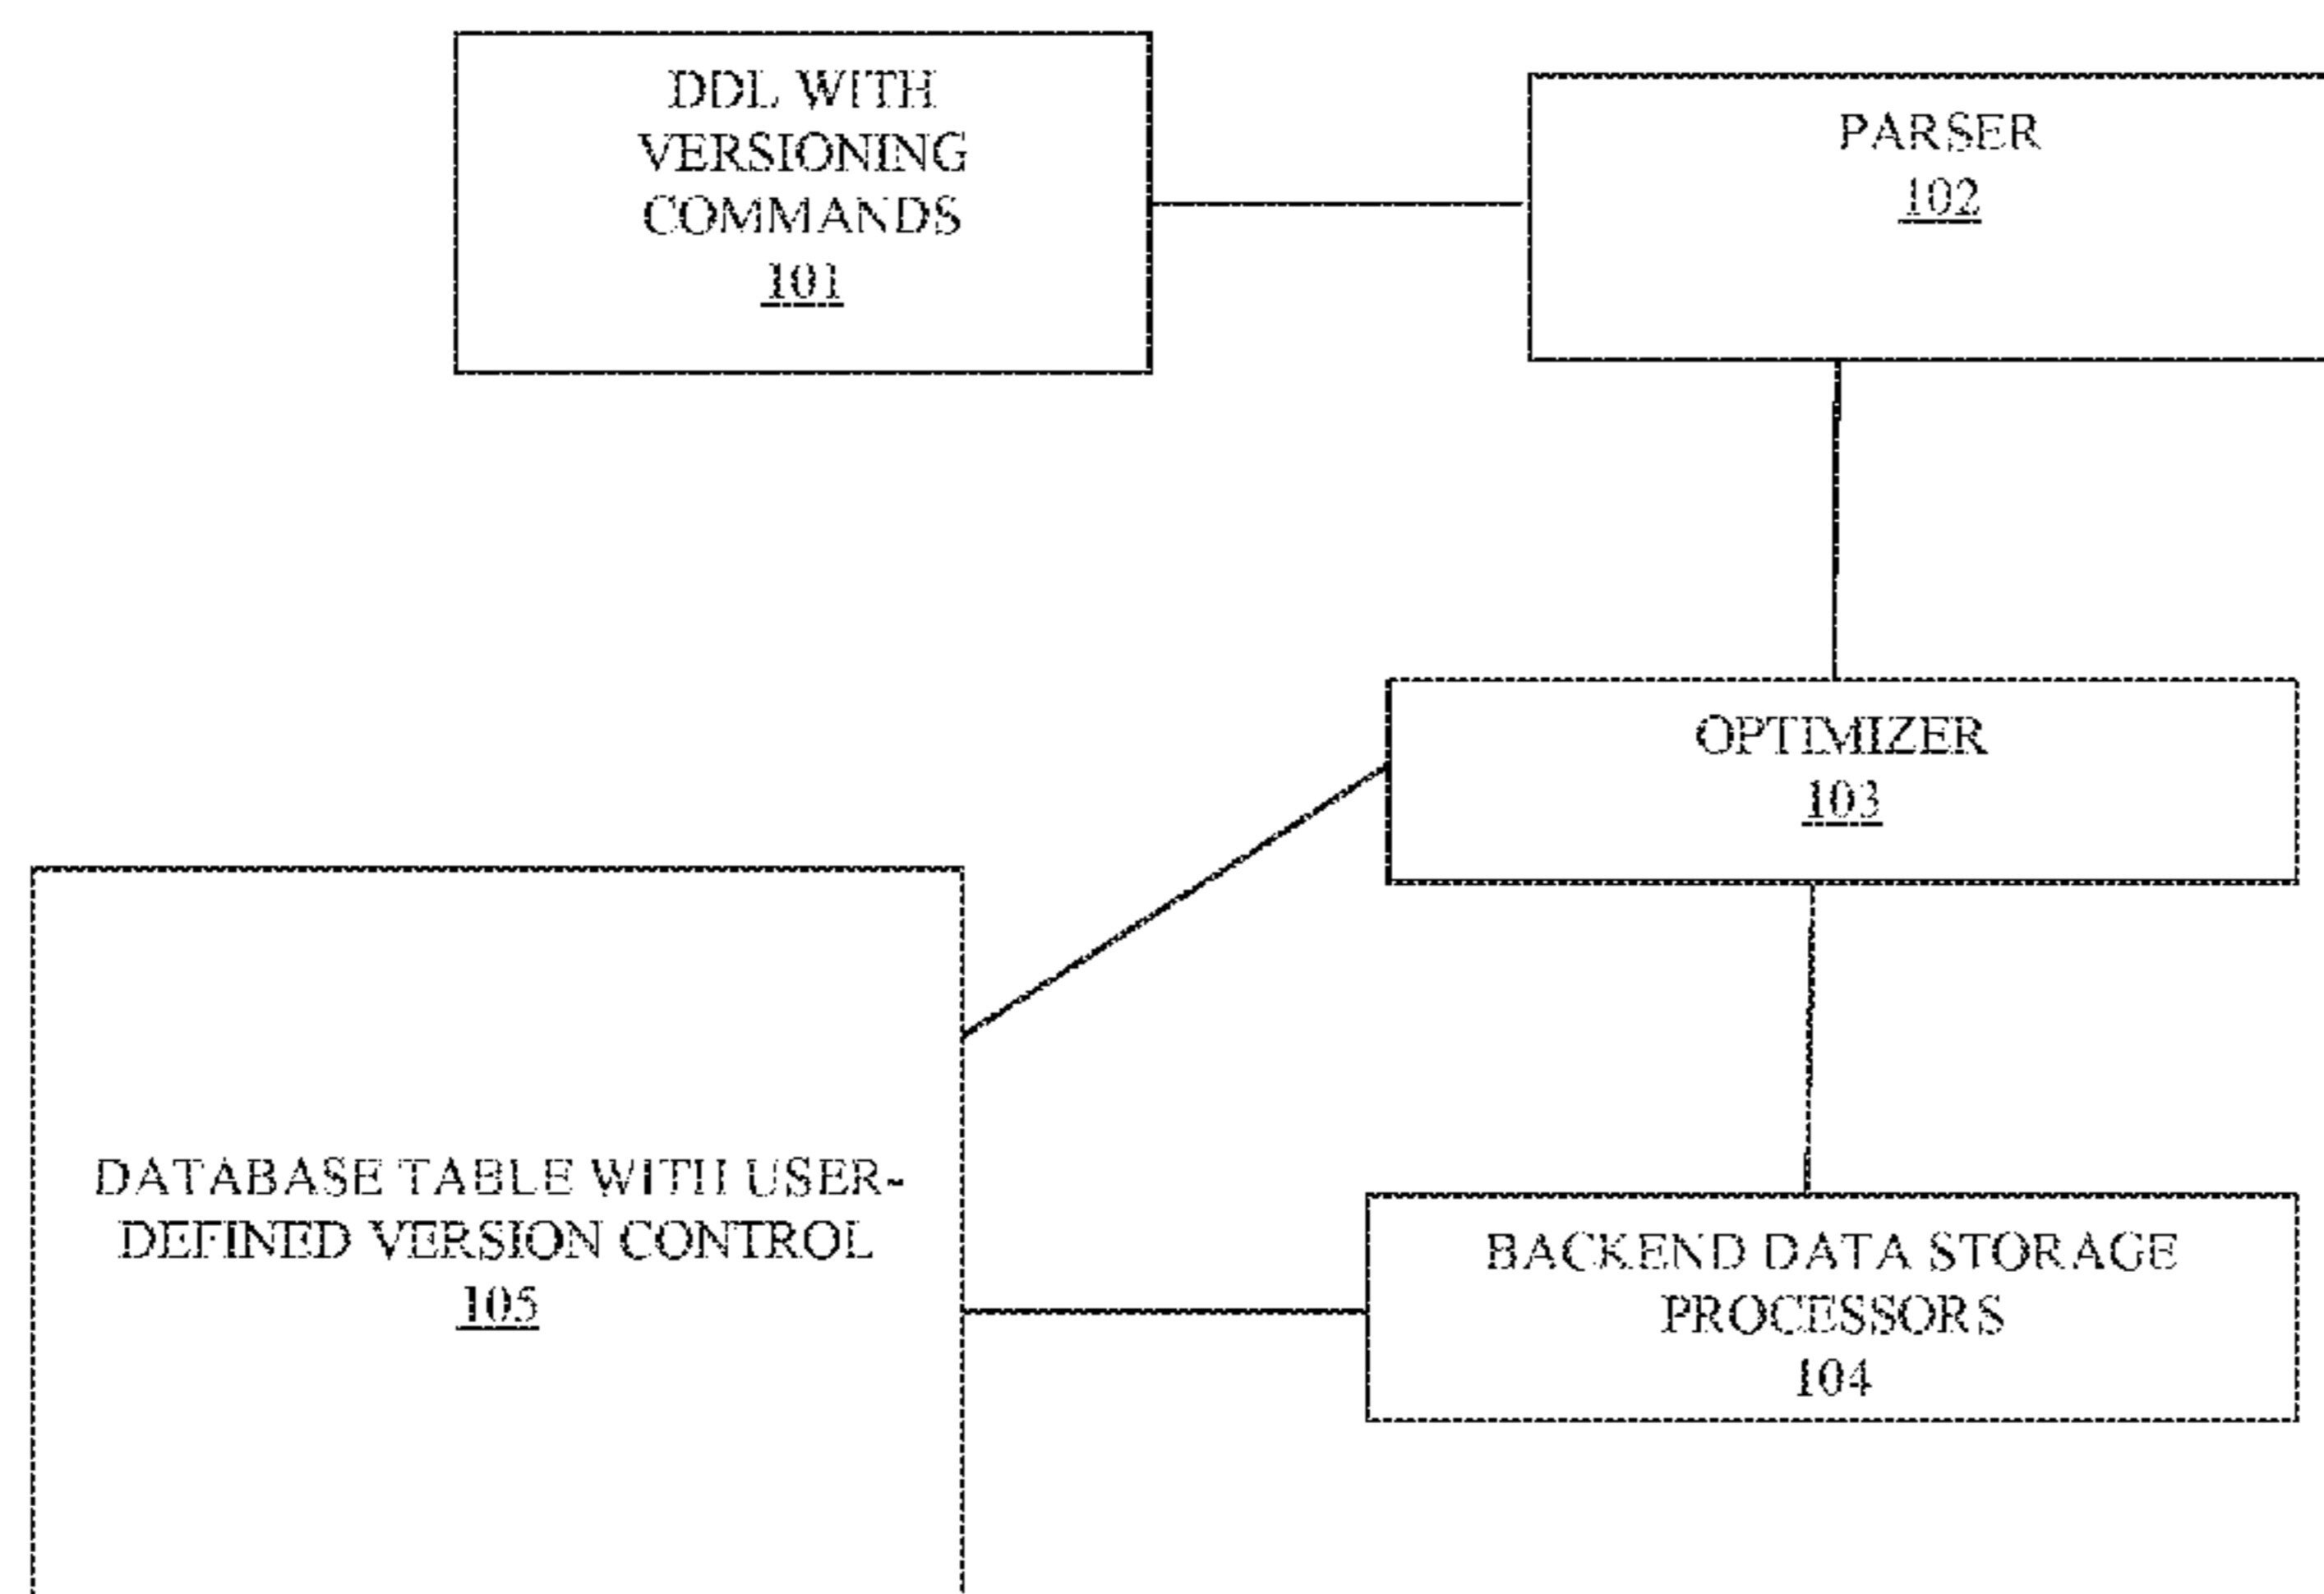 DDL WITH
VERSIONING
COMMANDS
101
PARSER
102
OPTIMIZER
103
DATABASE TABLE WITH USER-
DEFINED VERSION CONTROL
105
BACKEND DATA STORAGE
PROCESSORS
104